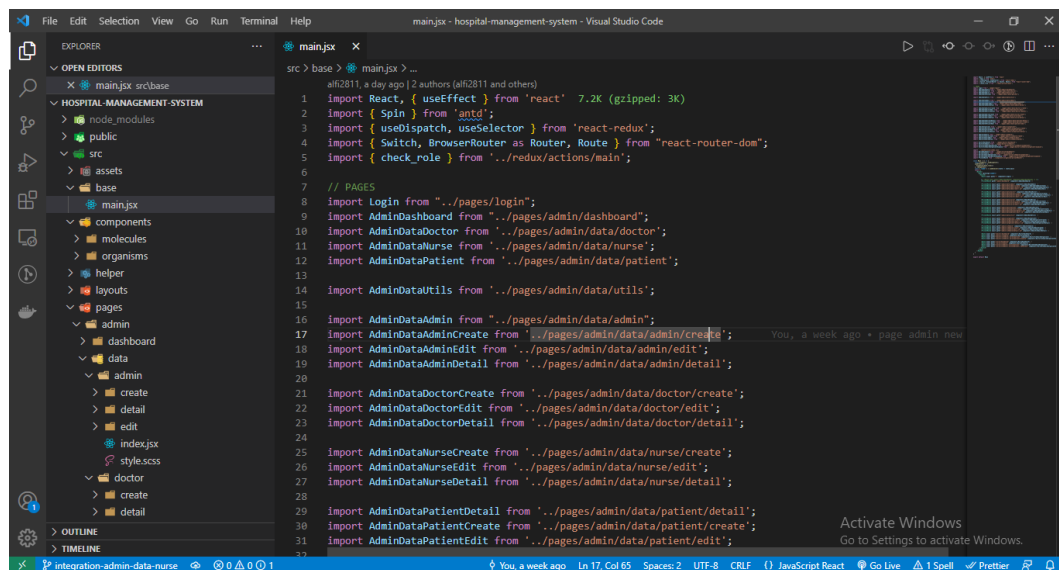 File Edit Selection View Go Run Terminal Help
main.jsx - hospital-management-system - Visual Studio Code
EXPLORER
OPEN EDITORS
main.jsx src\base
HOSPITAL-MANAGEMENT-SYSTEM
node_modules
public
src
assets
base
main.jsx
components
molecules
organisms
helper
layouts
pages
admin
dashboard
data
admin
create
detail
edit
index.jsx
style.scss
doctor
create
detail
OUTLINE
TIMELINE
main.jsx
src > base > main.jsx > ...
alfi2811, a day ago | 2 authors (alfi2811 and others)
1 import React, { useEffect } from 'react' 7.2K (gzipped: 3K)
2 import { Spin } from 'antd';
3 import { useDispatch, useSelector } from 'react-redux';
4 import { Switch, BrowserRouter as Router, Route } from "react-router-dom";
5 import { check_role } from '../redux/actions/main';
6
7 // PAGES
8 import Login from "../pages/login";
9 import AdminDashboard from "../pages/admin/dashboard";
10 import AdminDataDoctor from '../pages/admin/data/doctor';
11 import AdminDataNurse from '../pages/admin/data/nurse';
12 import AdminDataPatient from '../pages/admin/data/patient';
13
14 import AdminDataUtils from '../pages/admin/data/utils';
15
16 import AdminDataAdmin from "../pages/admin/data/admin";
17 import AdminDataAdminCreate from '../pages/admin/data/admin/create'; You, a week ago • page admin new
18 import AdminDataAdminEdit from '../pages/admin/data/admin/edit';
19 import AdminDataAdminDetail from '../pages/admin/data/admin/detail';
20
21 import AdminDataDoctorCreate from '../pages/admin/data/doctor/create';
22 import AdminDataDoctorEdit from '../pages/admin/data/doctor/edit';
23 import AdminDataDoctorDetail from '../pages/admin/data/doctor/detail';
24
25 import AdminDataNurseCreate from '../pages/admin/data/nurse/create';
26 import AdminDataNurseEdit from '../pages/admin/data/nurse/edit';
27 import AdminDataNurseDetail from '../pages/admin/data/nurse/detail';
28
29 import AdminDataPatientDetail from '../pages/admin/data/patient/detail';
30 import AdminDataPatientCreate from '../pages/admin/data/patient/create';
31 import AdminDataPatientEdit from '../pages/admin/data/patient/edit';
32
Activate Windows
Go to Settings to activate Windows.
1
integration-admin-data-nurse 0 0 0 1 You, a week ago Ln 17, Col 65 Spaces: 2 UTF-8 CRLF {} JavaScript React Go Live 1 Spell Prettier